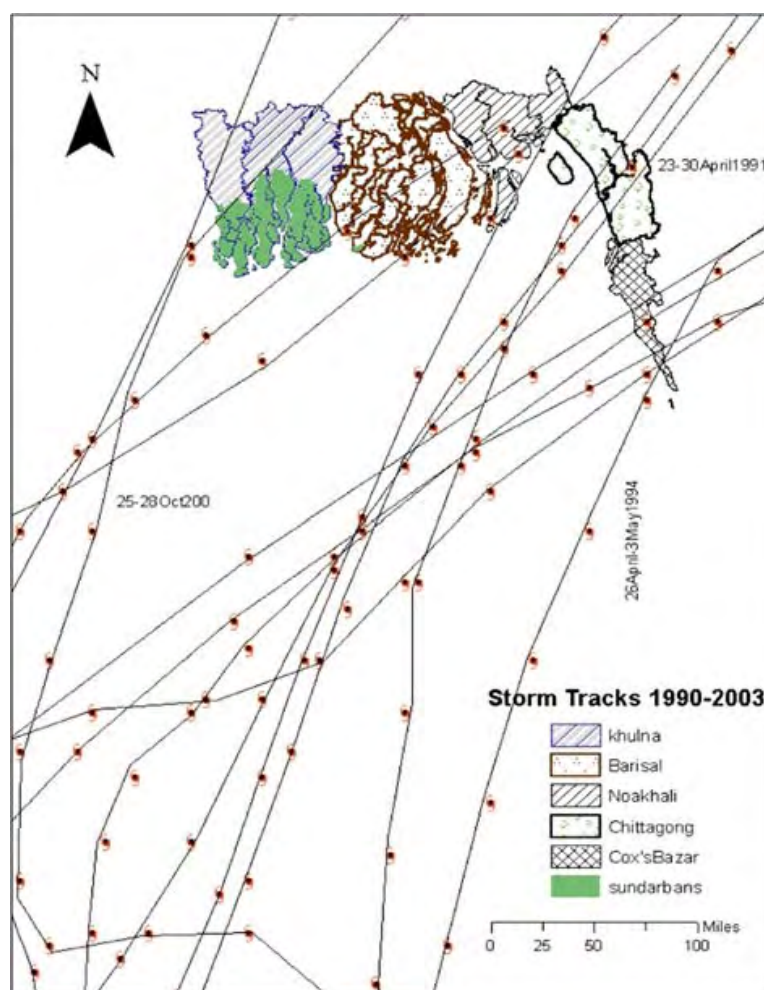 N
23-30April1991
1
25-28Oct200
26April-3May1994
Storm Tracks 1990-2003
khulna
Barisal
Noakhali
Chittagong
Cox'sBazar
sundarbans
Miles
0 25 50 100